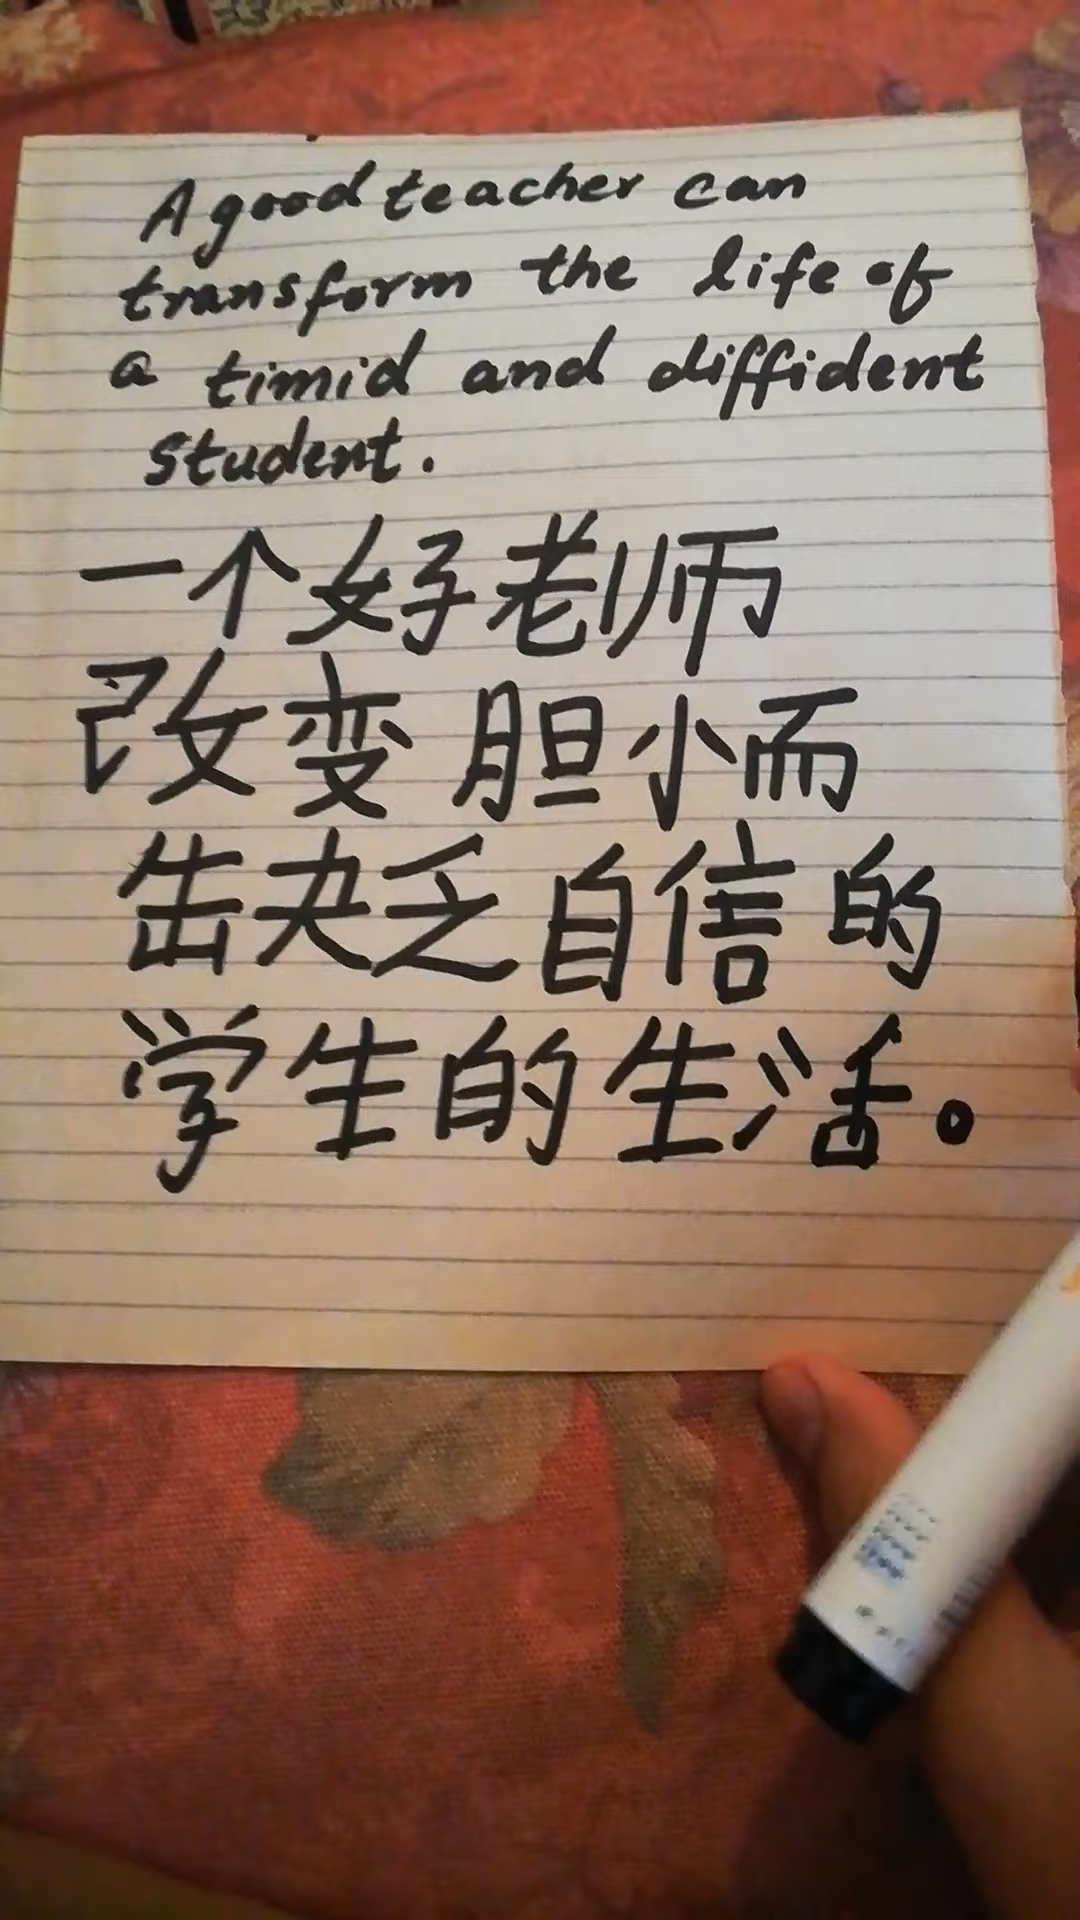 A good teacher can
transform the life of
a timid and diffident
student.
一个好老师
改变胆小而
缺乏自信的
学生的生活。